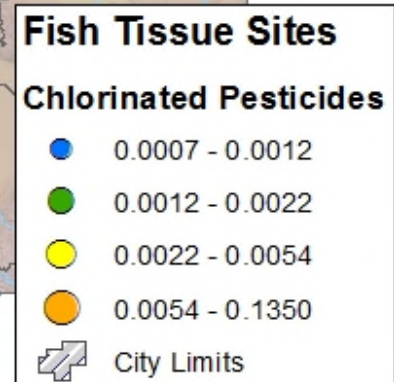 Fish Tissue Sites
Chlorinated Pesticides
0.0007 - 0.0012
0.0012 - 0.0022
0.0022 - 0.0054
0.0054 - 0.1350
City Limits